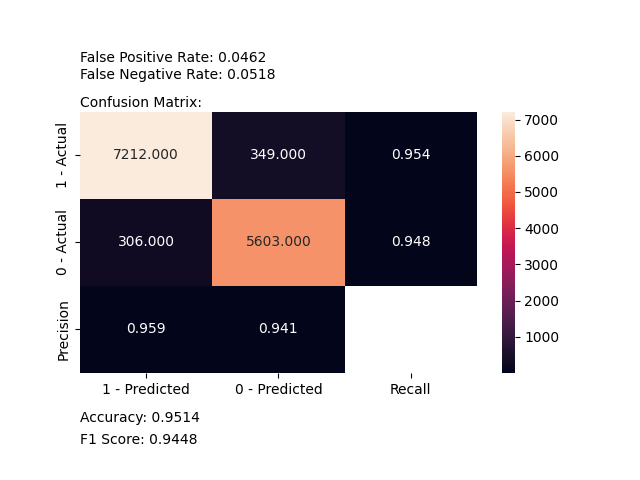 False Positive Rate: 0.0462
False Negative Rate: 0.0518
Confusion Matrix:
1 - Actual
7212.000 349.000 0.954
0 - Actual
306.000 5603.000 0.948
Precision
0.959 0.941
1 - Predicted 0 - Predicted Recall
7000
6000
5000
4000
3000
2000
1000
Accuracy: 0.9514
F1 Score: 0.9448